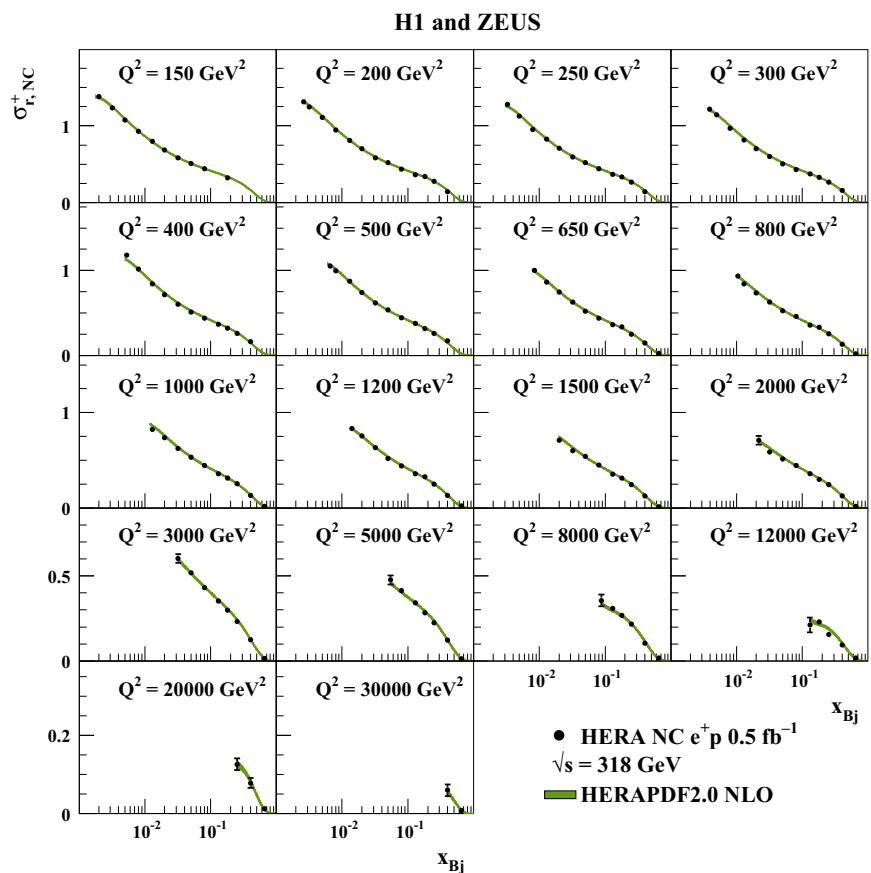 H1 and ZEUS
σ⁺r, NC
Q² = 150 GeV² Q² = 200 GeV² Q² = 250 GeV² Q² = 300 GeV²
1
0
Q² = 400 GeV² Q² = 500 GeV² Q² = 650 GeV² Q² = 800 GeV²
1
0
Q² = 1000 GeV² Q² = 1200 GeV² Q² = 1500 GeV² Q² = 2000 GeV²
1
Q² = 3000 GeV² Q² = 5000 GeV² Q² = 8000 GeV² Q² = 12000 GeV²
0.5
0
10⁻² 10⁻¹ 10⁻² 10⁻¹
Q² = 20000 GeV² Q² = 30000 GeV²
xBj
0.2
HERA NC e⁺p 0.5 fb⁻¹
√s = 318 GeV
HERAPDF2.0 NLO
0
10⁻² 10⁻¹ 10⁻² 10⁻¹
xBj